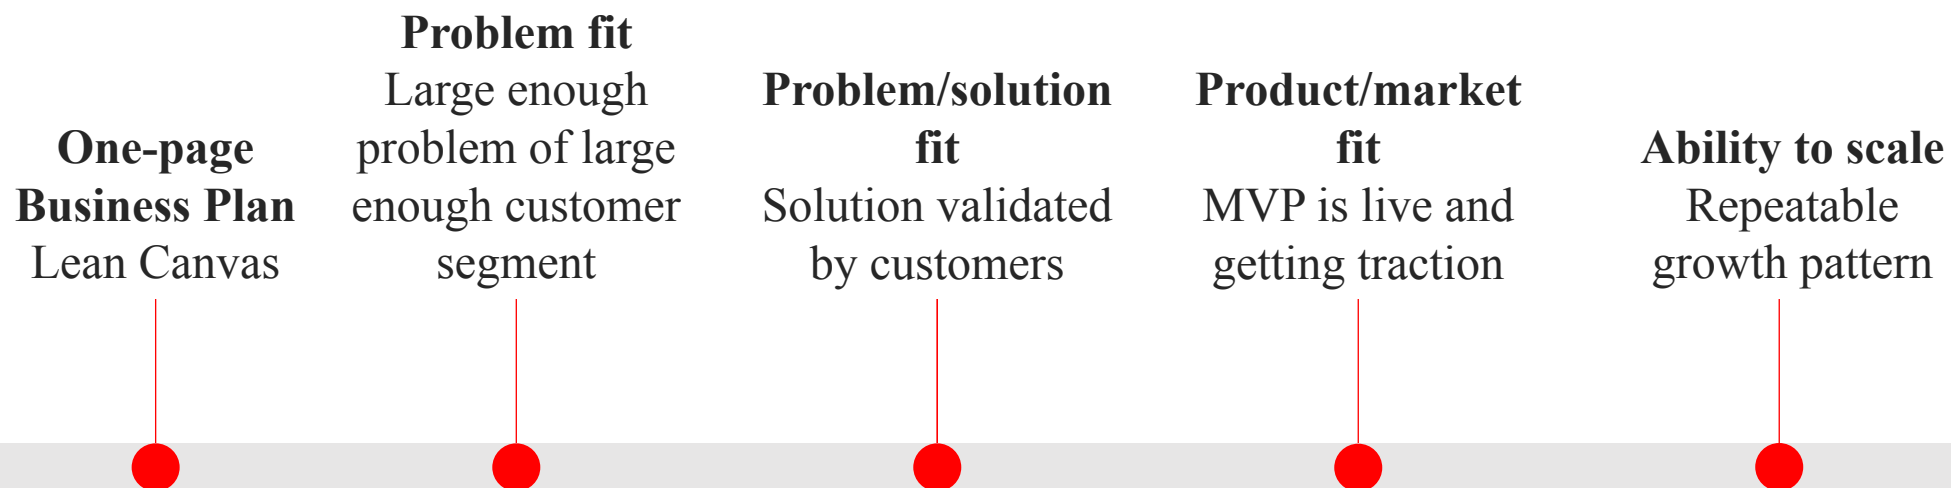 One-page
Business Plan
Lean Canvas
Problem fit
Large enough
problem of large
enough customer
segment
Problem/solution
fit
Solution validated
by customers
Product/market
fit
MVP is live and
getting traction
Ability to scale
Repeatable
growth pattern